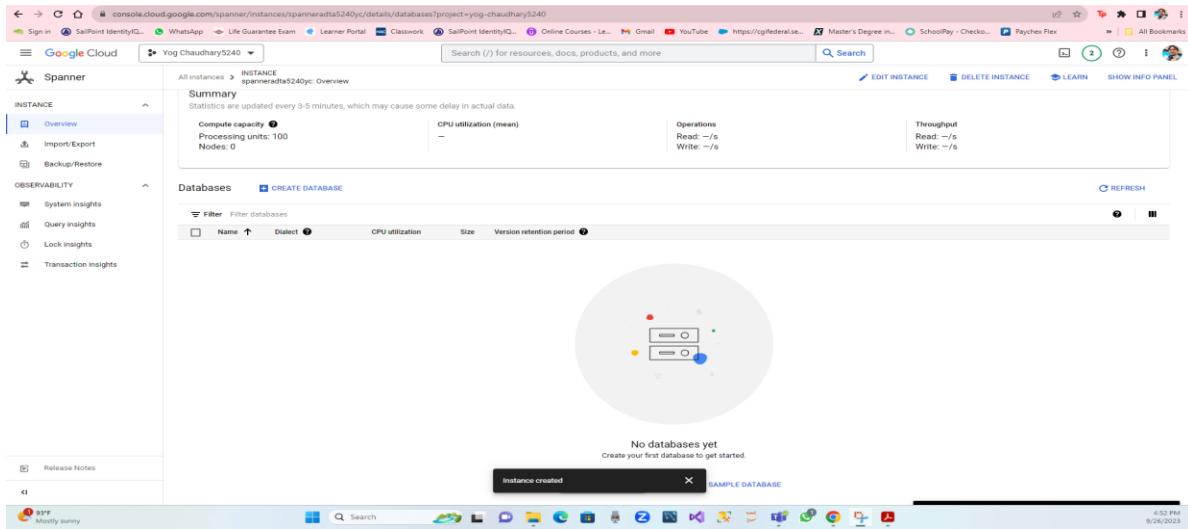 console.cloud.google.com/spanner/instances/spanneradta5240yc/details/databases?project=yog-chaudhary5240
Sign in SailPoint IdentityIQ... WhatsApp Life Guarantee Exam Learner Portal Classwork SailPoint IdentityIQ... Online Courses - Le... Gmail YouTube https://cgifederal.se... Master's Degree in... SchoolPay - Checko... Paychex Flex » All Bookmarks
Google Cloud Yog Chaudhary5240 Search (/) for resources, docs, products, and more Search 2
Spanner All instances > INSTANCE spanneradta5240yc: Overview EDIT INSTANCE DELETE INSTANCE LEARN SHOW INFO PANEL
INSTANCE
Overview
Import/Export
Backup/Restore
OBSERVABILITY
System insights
Query insights
Lock insights
Transaction insights
Release Notes
Summary
Statistics are updated every 3-5 minutes, which may cause some delay in actual data.
Compute capacity CPU utilization (mean) Operations Throughput
Processing units: 100 — Read: —/s Read: —/s
Nodes: 0 Write: —/s Write: —/s
Databases CREATE DATABASE REFRESH
Filter Filter databases
Name Dialect CPU utilization Size Version retention period
No databases yet
Create your first database to get started.
Instance created SAMPLE DATABASE
93°F
Mostly sunny
Search
4:52 PM
9/26/2023